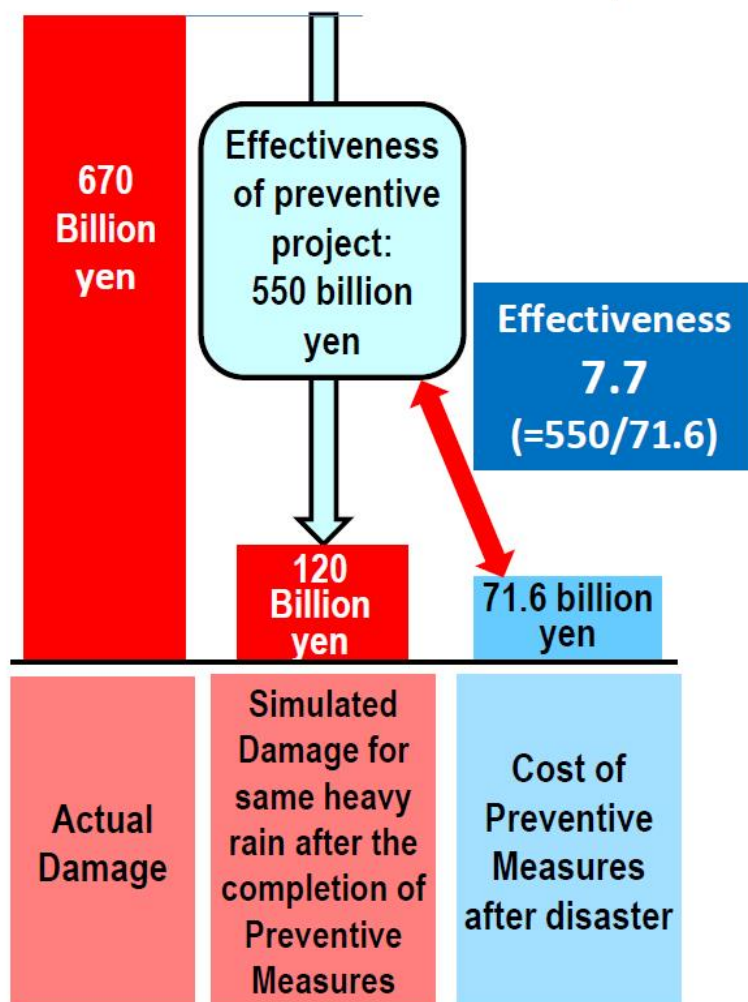 670
Billion
yen
Effectiveness
of preventive
project:
550 billion
yen
Effectiveness
7.7
(=550/71.6)
120
Billion
yen
71.6 billion
yen
Actual
Damage
Simulated
Damage for
same heavy
rain after the
completion of
Preventive
Measures
Cost of
Preventive
Measures
after disaster